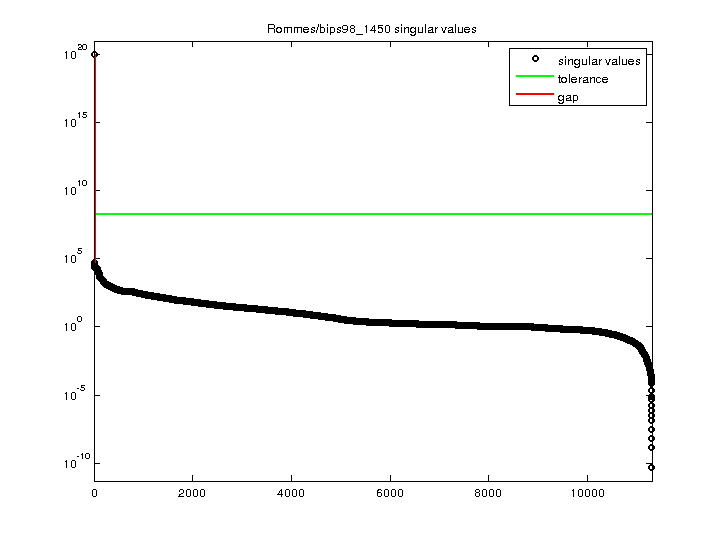 Rommes/bips98_1450 singular values
singular values
tolerance
gap
10^20
10^15
10^10
10^5
10^0
10^-5
10^-10
0 2000 4000 6000 8000 10000